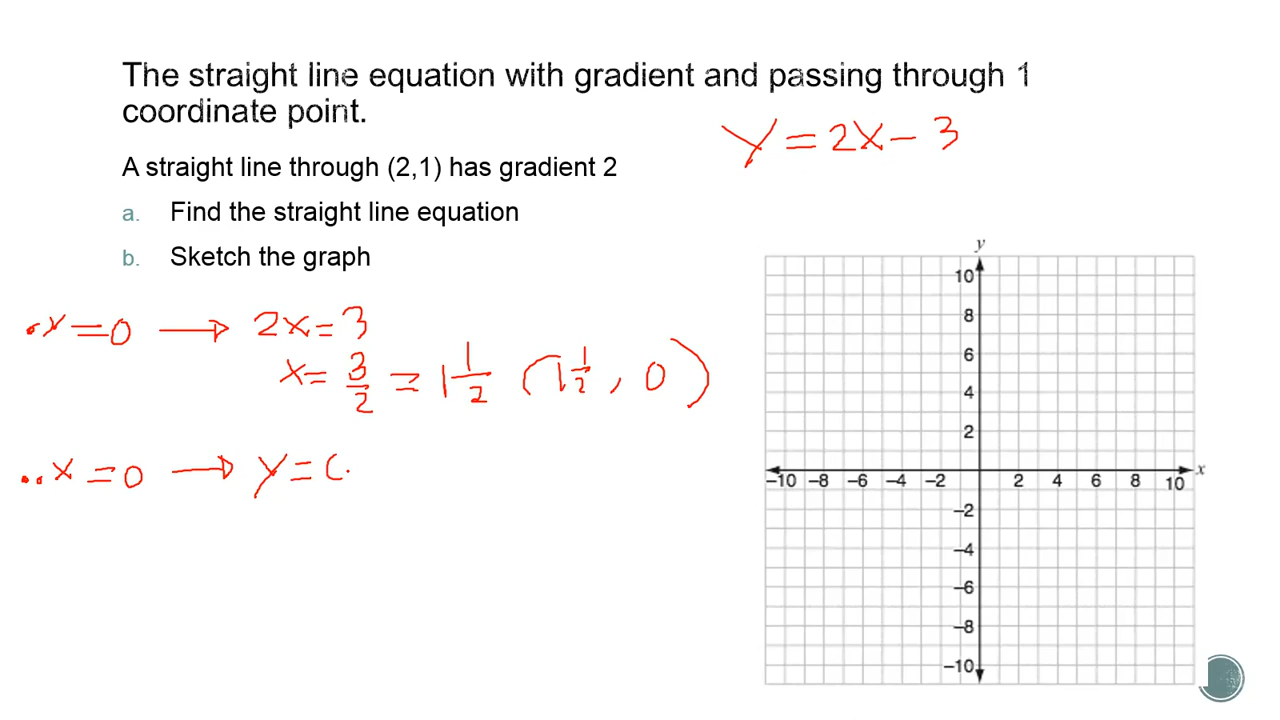 The straight line equation with gradient and passing through 1
coordinate point.
y = 2x - 3
A straight line through (2,1) has gradient 2
a. Find the straight line equation
b. Sketch the graph
y = 0 → 2x = 3
x = 3/2 = 1 1/2 (1 1/2, 0)
x = 0 → y = 0
y
10
8
6
4
2
x
−10 −8 −6 −4 −2 2 4 6 8 10
−2
−4
−6
−8
−10